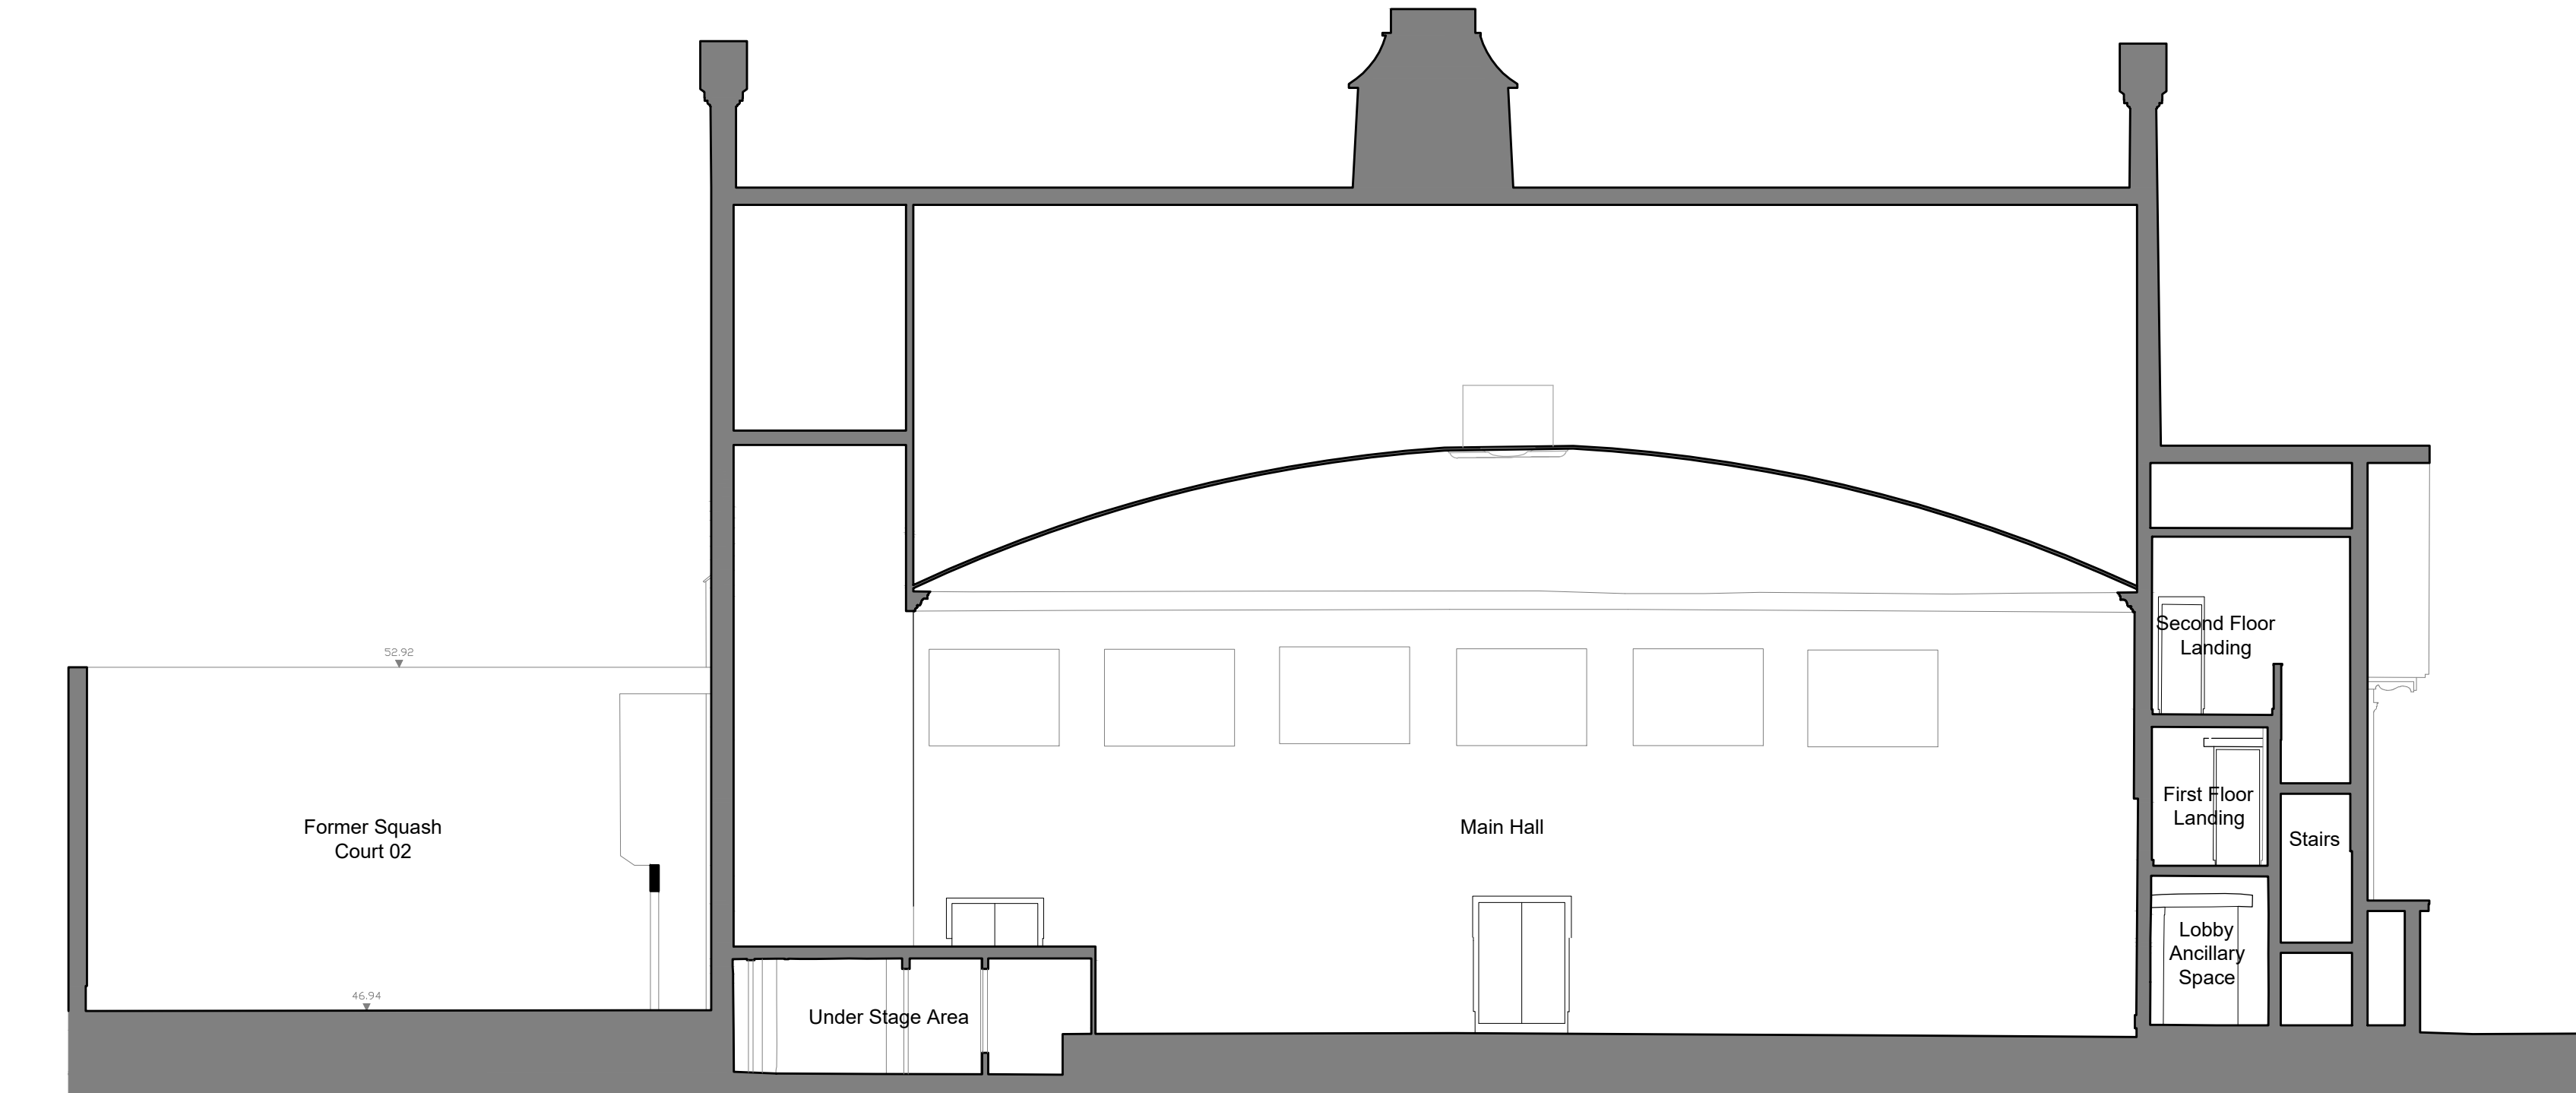 52.92
46.94
Former Squash
Court 02
Under Stage Area
Main Hall
Second Floor
Landing
First Floor
Landing
Stairs
Lobby
Ancillary
Space